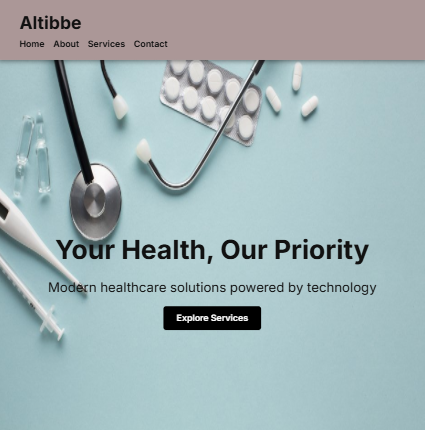 Altibbe
Home About Services Contact
Your Health, Our Priority
Modern healthcare solutions powered by technology
Explore Services